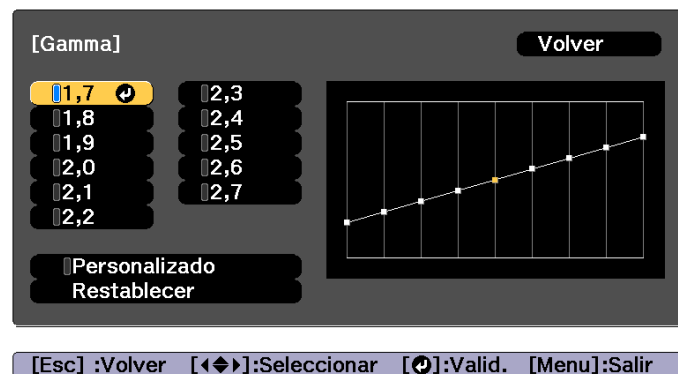 [Gamma]
Volver
1,7
1,8
1,9
2,0
2,1
2,2
2,3
2,4
2,5
2,6
2,7
Personalizado
Restablecer
[Esc] :Volver [ ]:Seleccionar [ ]:Valid. [Menu]:Salir